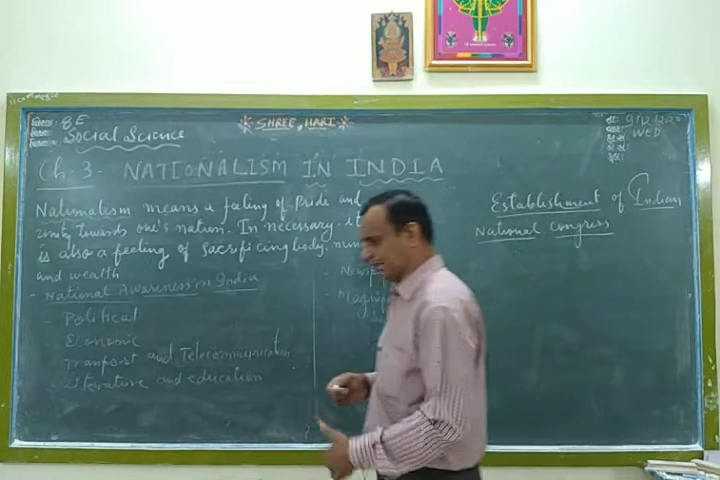 8E
Social Science
SHREE HARI
WED
Ch. 3. NATIONALISM IN INDIA
Nationalism means a feeling of Pride and
unity towards one's nation. In necessary
is also a feeling of sacrificing body.
and wealth
- National Awareness in India
- Political
- Economic
- Transport and Telecommunication
- Literature and education
- Newsp
Establishment of Indian
National Congress